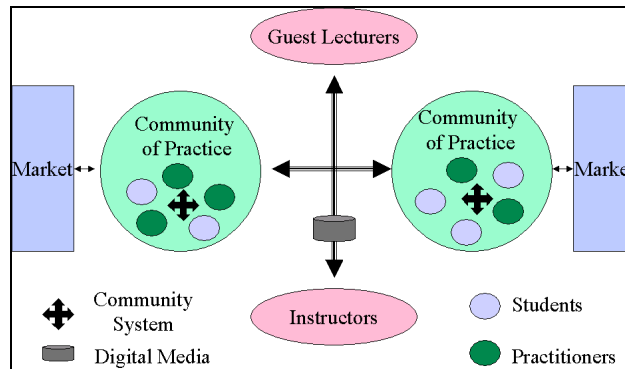 Guest Lecturers
Community
of Practice
Community
of Practice
Market
Marke
Community
System
Students
Instructors
Digital Media
Practitioners